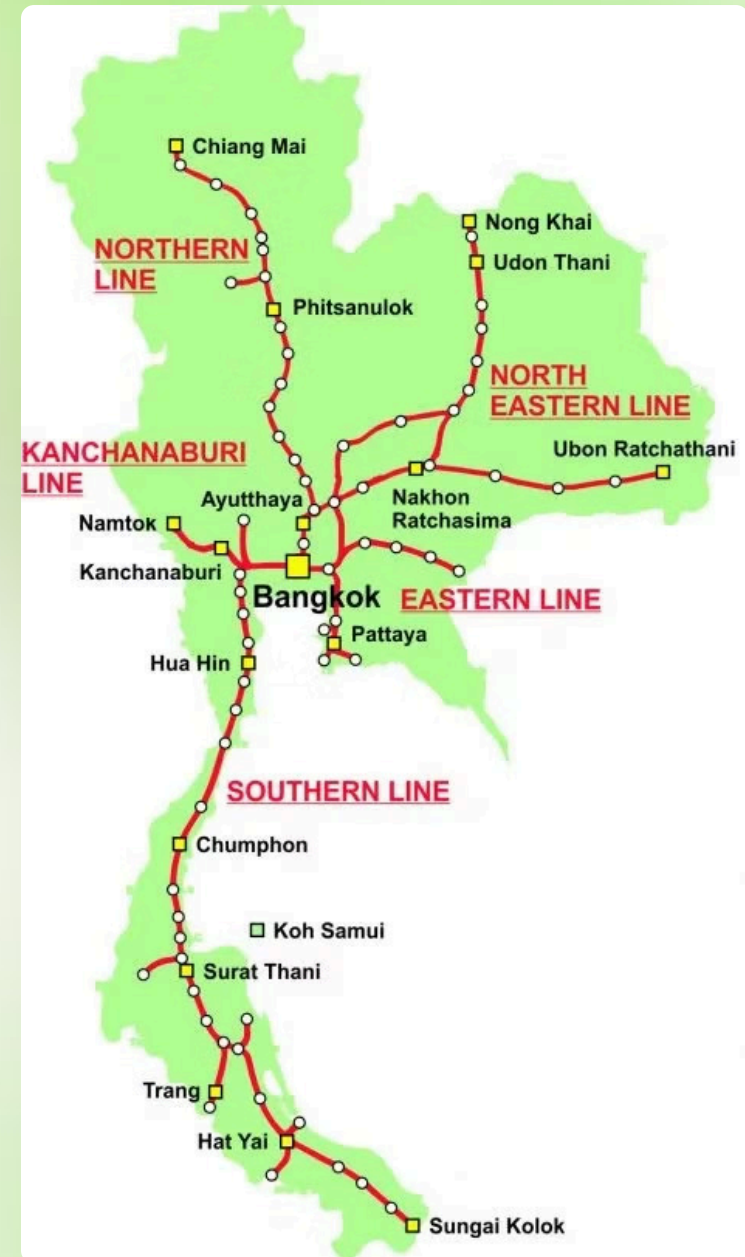 Chiang Mai
Nong Khai
NORTHERN
LINE
Udon Thani
Phitsanulok
NORTH
EASTERN LINE
KANCHANABURI
LINE
Ubon Ratchathani
Ayutthaya
Nakhon
Ratchasima
Namtok
Kanchanaburi
Bangkok
EASTERN LINE
Pattaya
Hua Hin
SOUTHERN LINE
Chumphon
Koh Samui
Surat Thani
Trang
Hat Yai
Sungai Kolok